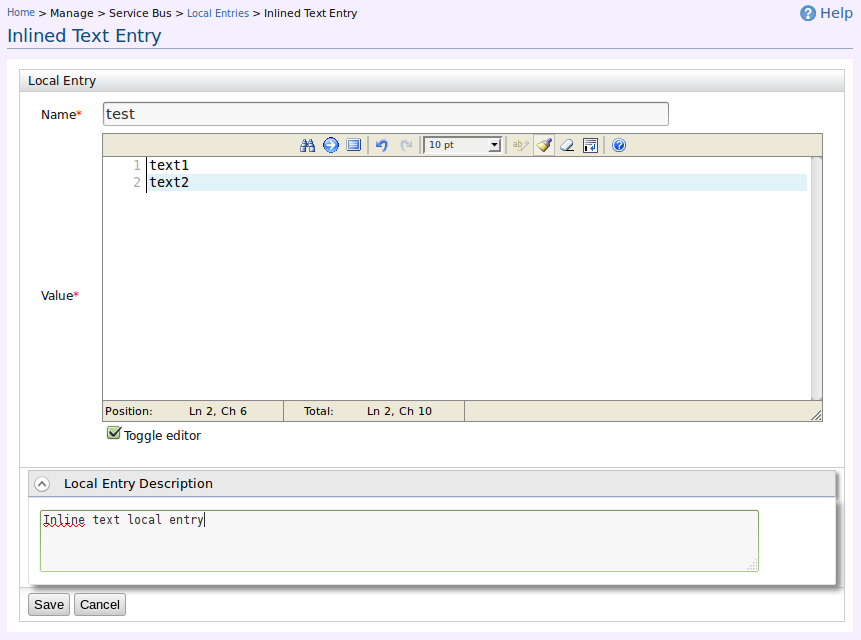 Home > Manage > Service Bus > Local Entries > Inlined Text Entry
Help
Inlined Text Entry
Local Entry
Name*
test
10 pt
1 text1
2 text2
Value*
Position: Ln 2, Ch 6 Total: Ln 2, Ch 10
Toggle editor
Local Entry Description
Inline text local entry
Save Cancel